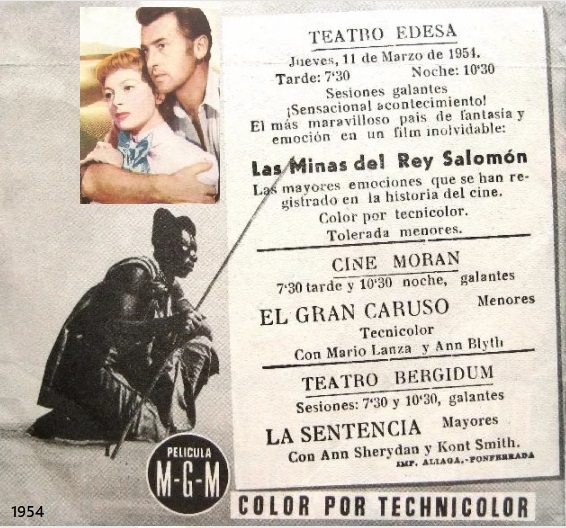 TEATRO EDESA
Jueves, 11 de Marzo de 1954.
Tarde: 7'30 Noche: 10'30
Sesiones galantes
¡Sensacional acontecimiento!
El más maravilloso pais de fantasia y
emoción en un film inolvidable:
Las Minas del Rey Salomón
Las mayores emociones que se han re-
gistrado en la historia del cine.
Color por tecnicolor.
Tolerada menores.
CINE MORAN
7'30 tarde y 10'30 noche, galantes
EL GRAN CARUSO Menores
Tecnicolor
Con Mario Lanza y Ann Blyth
TEATRO BERGIDUM
Sesiones: 7'30 y 10'30, galantes
LA SENTENCIA Mayores
Con Ann Sherydan y Kont Smith.
IMP. ALIAGA.-PONFERRADA
PELICULA
M-G-M
COLOR POR TECHNICOLOR
1954